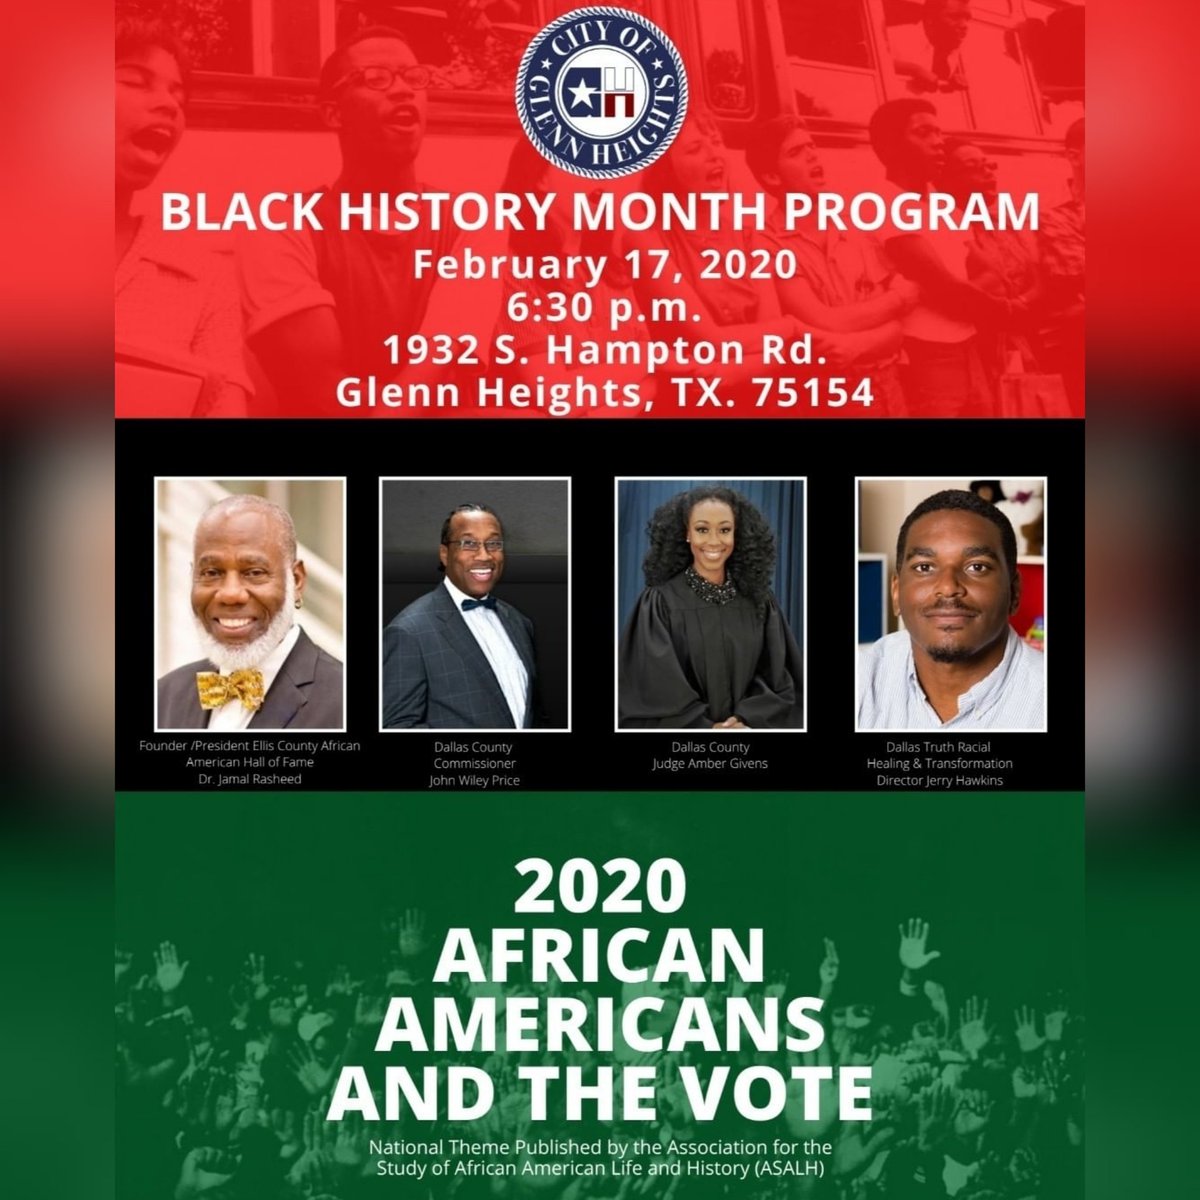 CITY OF
GLENN HEIGHTS
GH
BLACK HISTORY MONTH PROGRAM
February 17, 2020
6:30 p.m.
1932 S. Hampton Rd.
Glenn Heights, TX. 75154
Founder /President Ellis County African
American Hall of Fame
Dr. Jamal Rasheed
Dallas County
Commissioner
John Wiley Price
Dallas County
Judge Amber Givens
Dallas Truth Racial
Healing & Transformation
Director Jerry Hawkins
2020
AFRICAN
AMERICANS
AND THE VOTE
National Theme Published by the Association for the
Study of African American Life and History (ASALH)